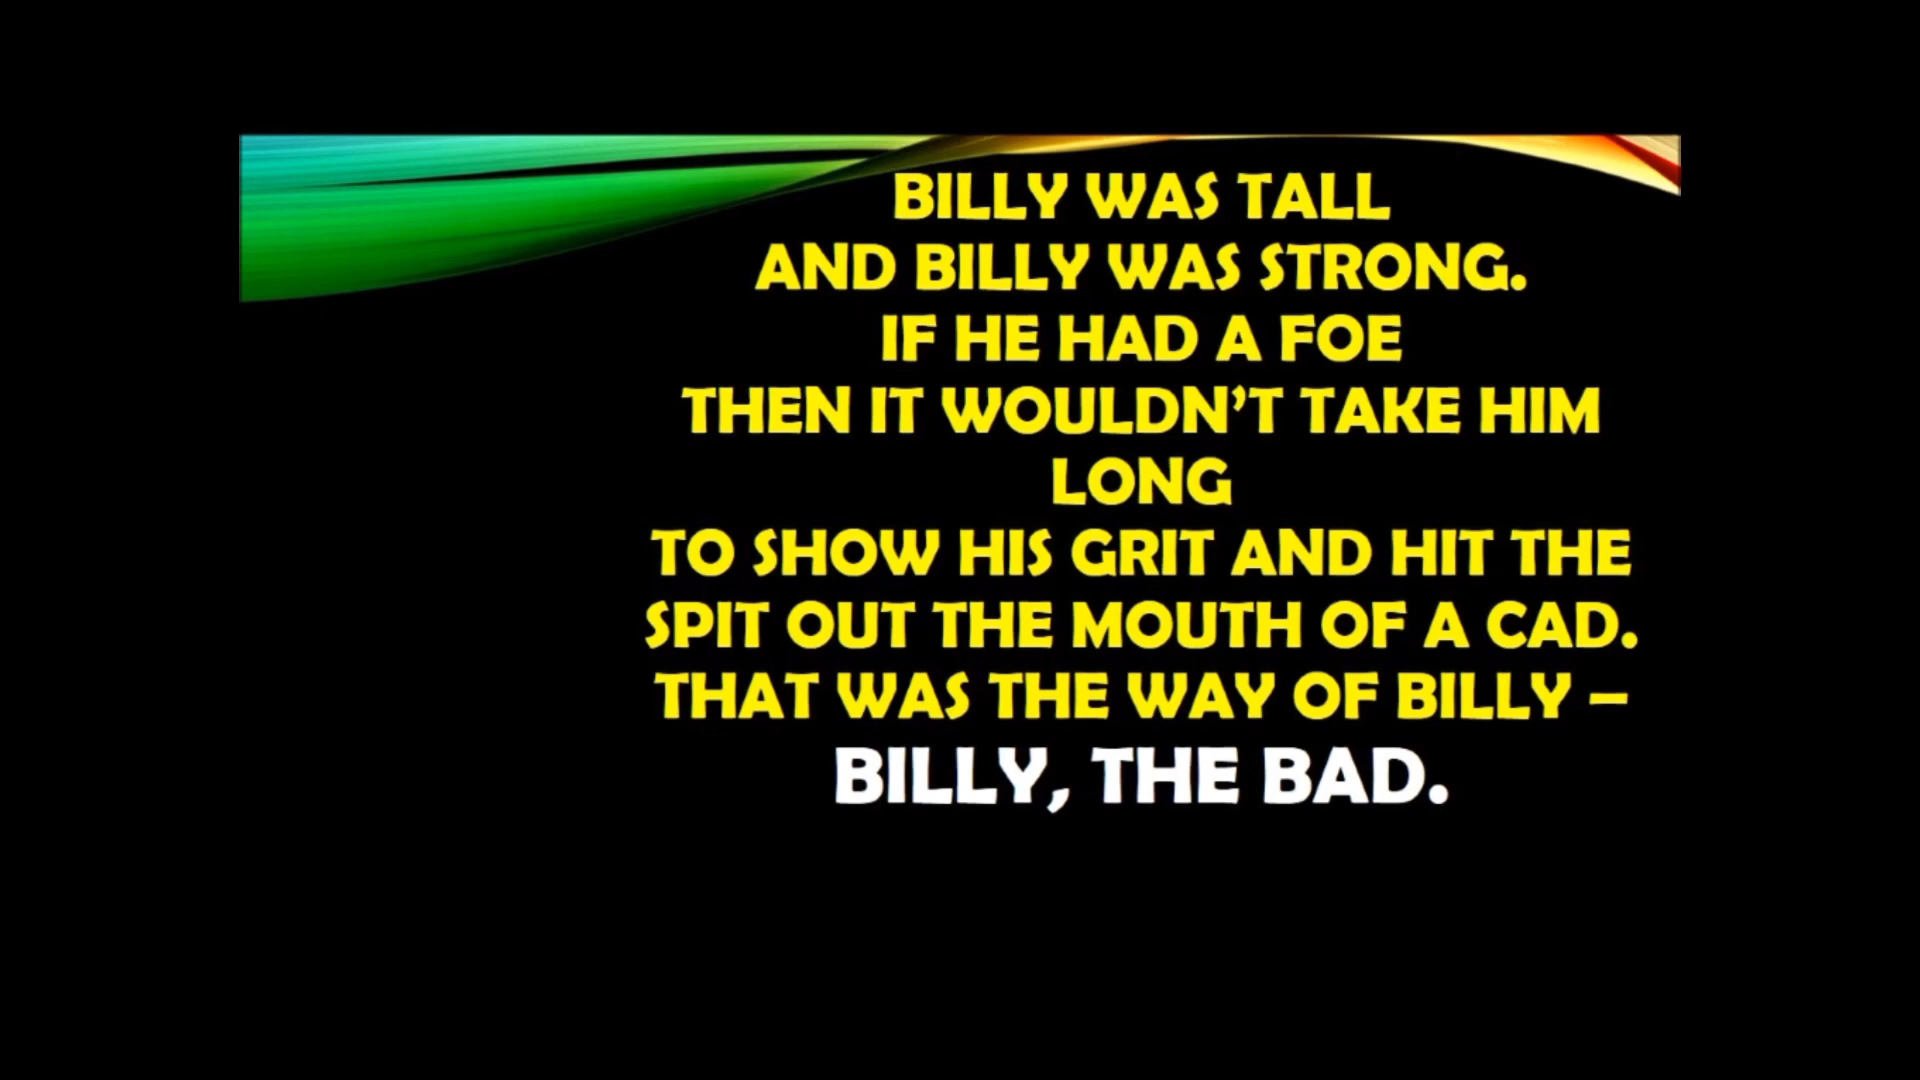 BILLY WAS TALL
AND BILLY WAS STRONG.
IF HE HAD A FOE
THEN IT WOULDN’T TAKE HIM
LONG
TO SHOW HIS GRIT AND HIT THE
SPIT OUT THE MOUTH OF A CAD.
THAT WAS THE WAY OF BILLY –
BILLY, THE BAD.